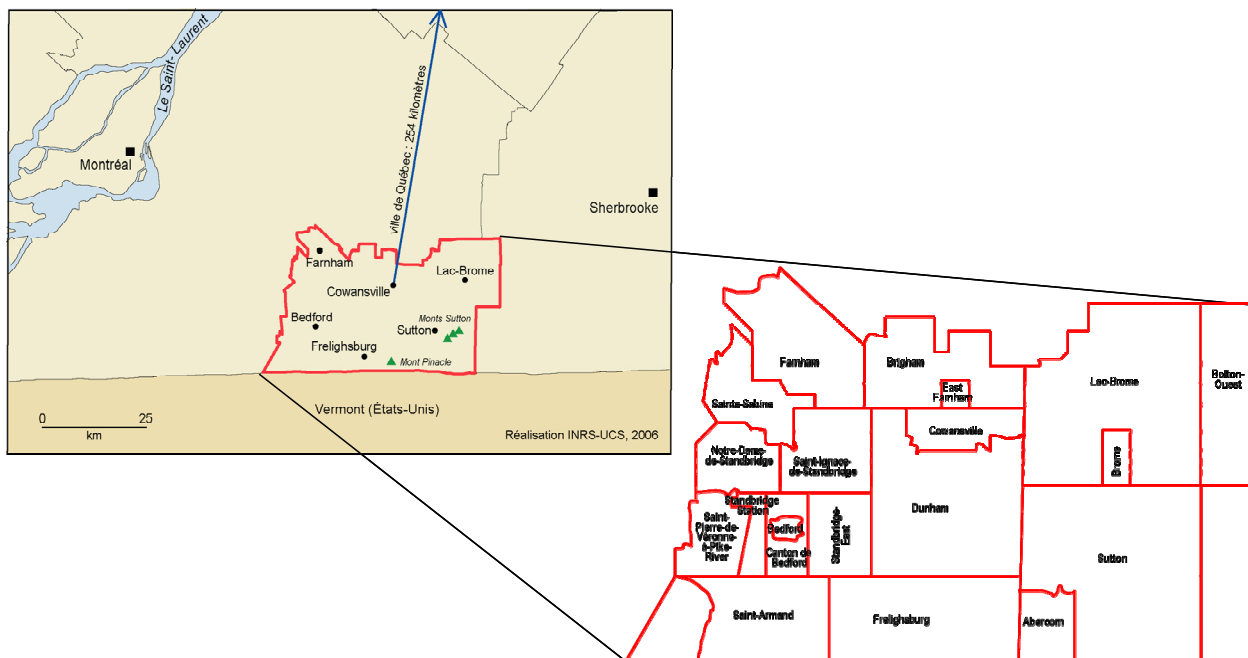 Le Saint- Laurent
Montréal
ville de Québec : 254 kilomètres
Sherbrooke
Farnham
Lac-Brome
Cowansville
Bedford
Monts Sutton
Sutton
Frelighsburg
Mont Pinacle
0
25
km
Vermont (États-Unis)
Réalisation INRS-UCS, 2006
Farnham
Brigham
Lac-Brome
Bolton-
Ouest
East
Farnham
Sainte-Sabine
Cowansville
Notre-Dame-
de-Stanbridge
Saint-Ignace-
de-Standbridge
Brome
Standbridge
Station
Dunham
Saint-
Pierre-de-
Véronne-
à-Pike-
River
Bedford
Canton de
Bedford
Standbridge-
East
Sutton
Saint-Armand
Frelighsburg
Abercorn